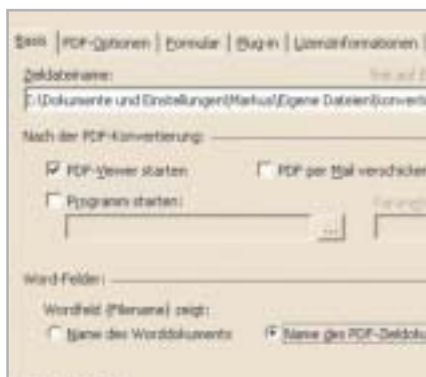 Basis | PDF-Optionen | Formular | Plug-in | Lizenzinformationen
Zieldateiname:
C:\Dokumente und Einstellungen\Markus\Eigene Dateien\konverti
Nach der PDF-Konvertierung:
PDF-Viewer starten PDF per Mail verschicken
Programm starten:
...
Word-Felder:
Wordfeld (Filename) zeigt:
Name des Worddokuments Name des PDF-Zieldoku